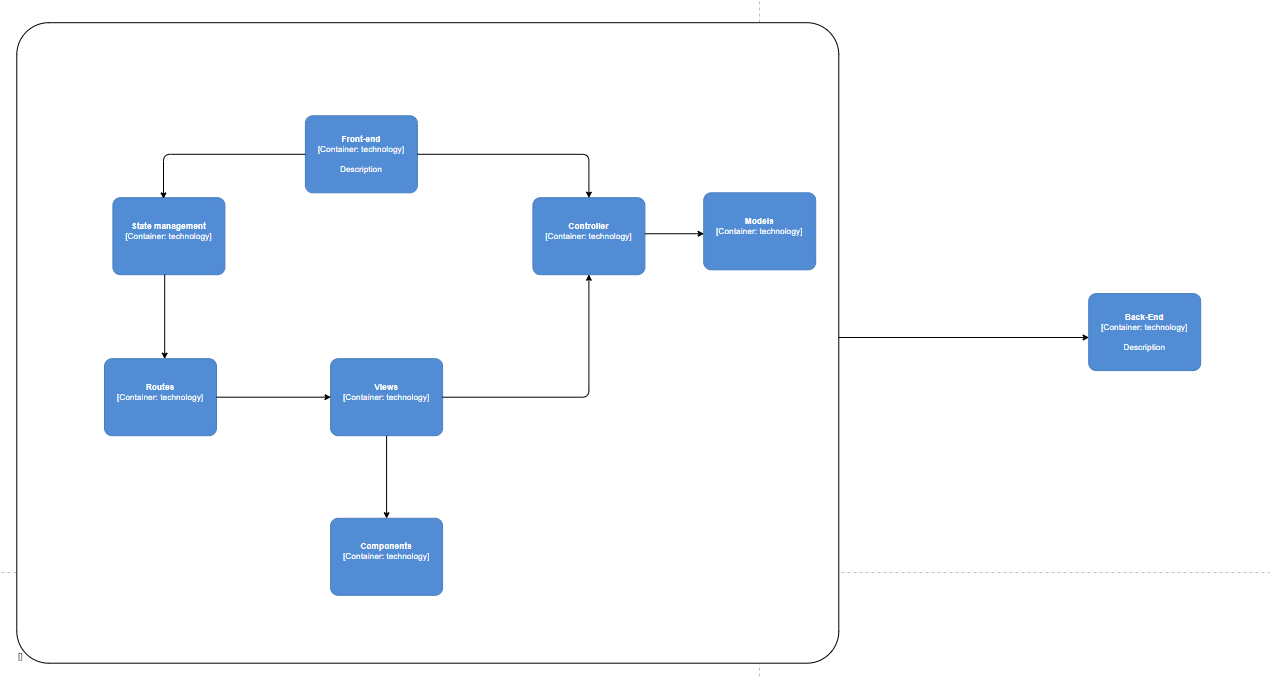 Front-end
[Container: technology]
Description
State management
[Container: technology]
Controller
[Container: technology]
Models
[Container: technology]
Back-End
[Container: technology]
Description
Routes
[Container: technology]
Views
[Container: technology]
Components
[Container: technology]
[]